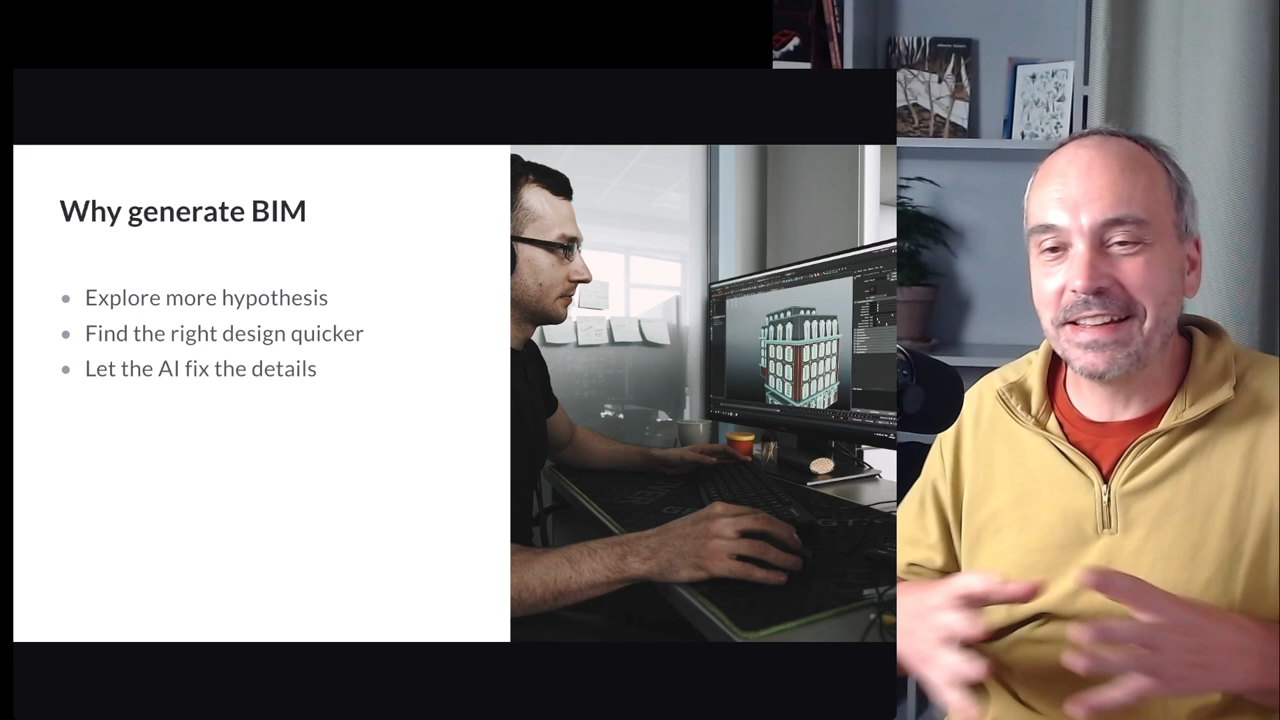 Why generate BIM
Explore more hypothesis
Find the right design quicker
Let the AI fix the details